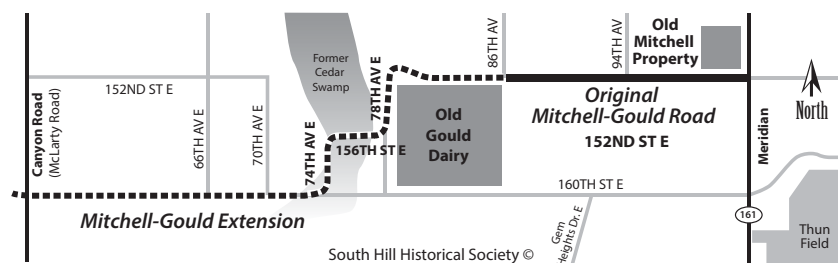 Old
Mitchell
Property
86TH AV
94TH AV
Former
Cedar
Swamp
78TH AV E
152ND ST E
Canyon Road
(McLarty Road)
66TH AV E
70TH AV E
74TH AV E
156TH ST E
Old
Gould
Dairy
Original
Mitchell-Gould Road
152ND ST E
Meridian
North
160TH ST E
Mitchell-Gould Extension
161
Gem
Heights Dr. E
Thun
Field
South Hill Historical Society ©